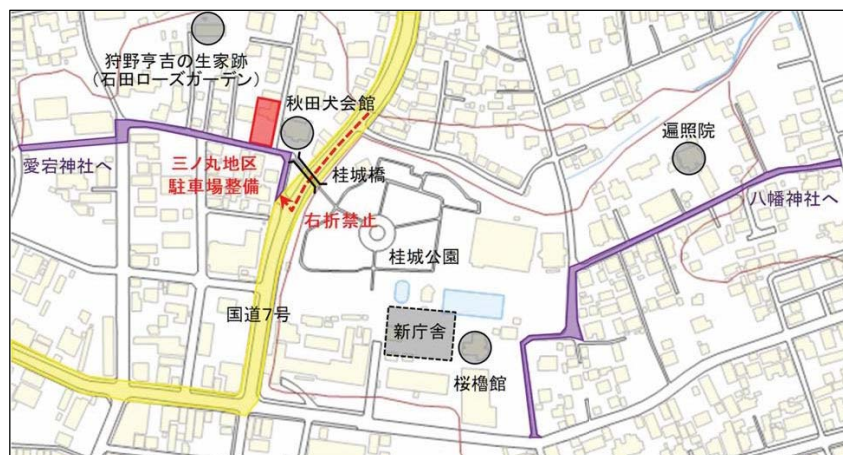 狩野亨吉の生家跡
（石田ローズガーデン）
秋田犬会館
遍照院
愛宕神社へ
三ノ丸地区
駐車場整備
桂城橋
八幡神社へ
右折禁止
桂城公園
国道7号
新庁舎
桜櫓館